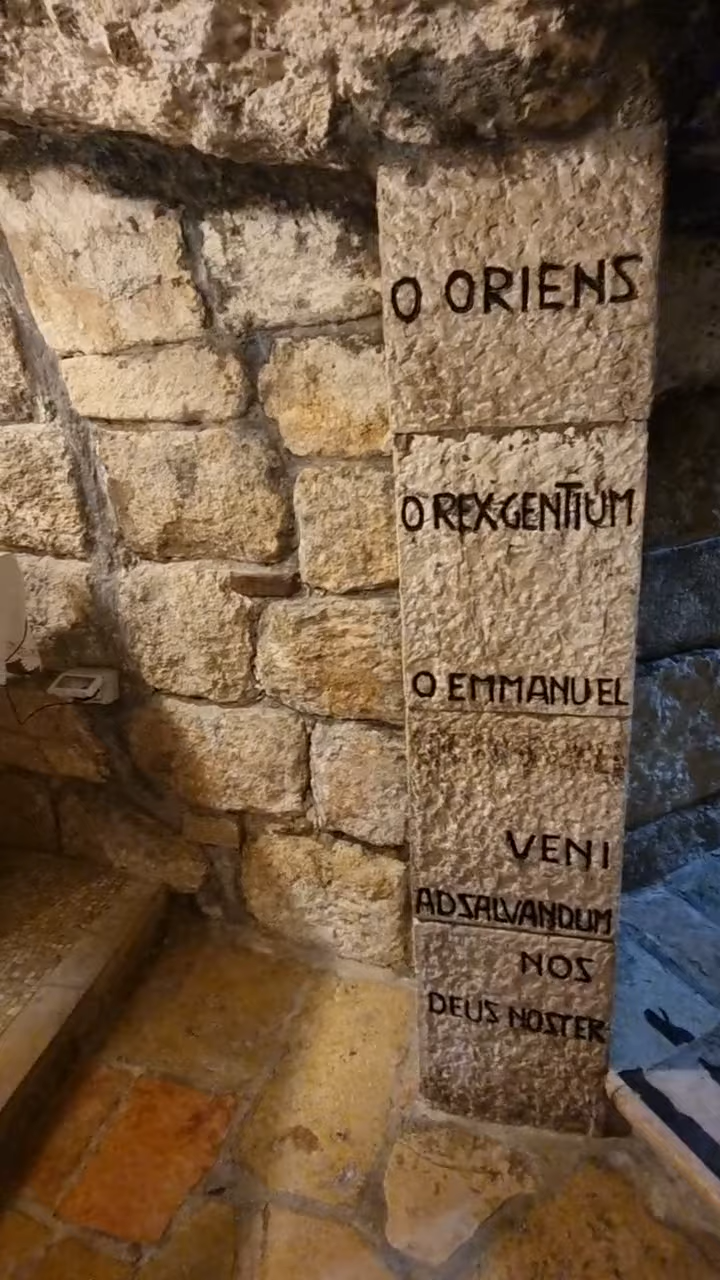 O ORIENS
O REX GENTIUM
O EMMANUEL
VENI
AD SALVANDUM
NOS
DEUS NOSTER